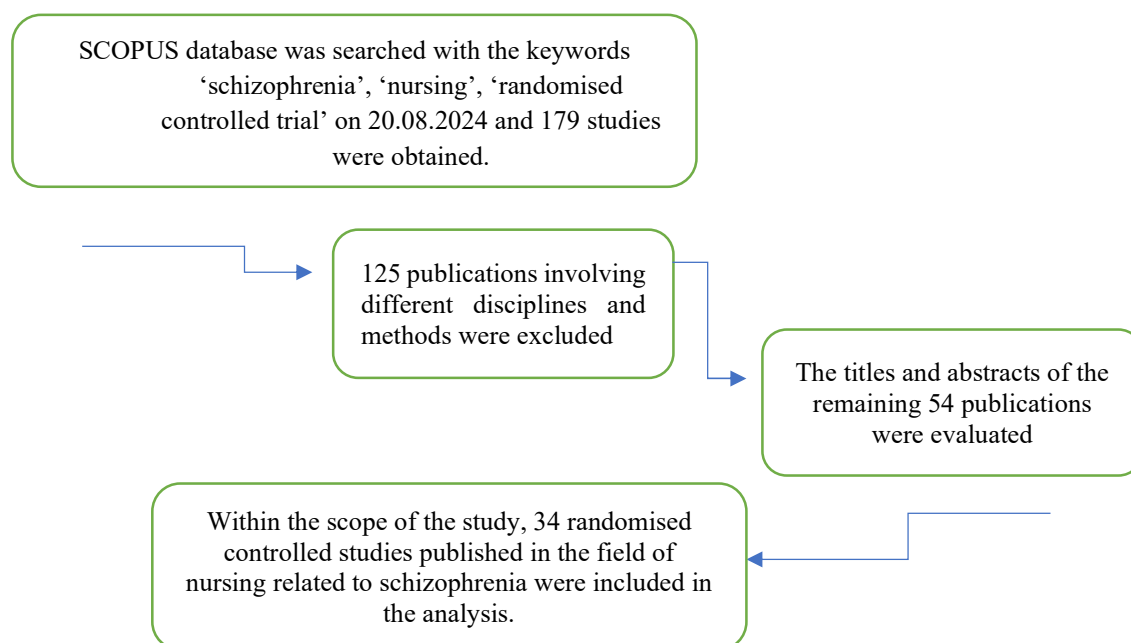 SCOPUS database was searched with the keywords
‘schizophrenia’, ‘nursing’, ‘randomised
controlled trial’ on 20.08.2024 and 179 studies
were obtained.
125 publications involving
different disciplines and
methods were excluded
The titles and abstracts of the
remaining 54 publications
were evaluated
Within the scope of the study, 34 randomised
controlled studies published in the field of
nursing related to schizophrenia were included in
the analysis.